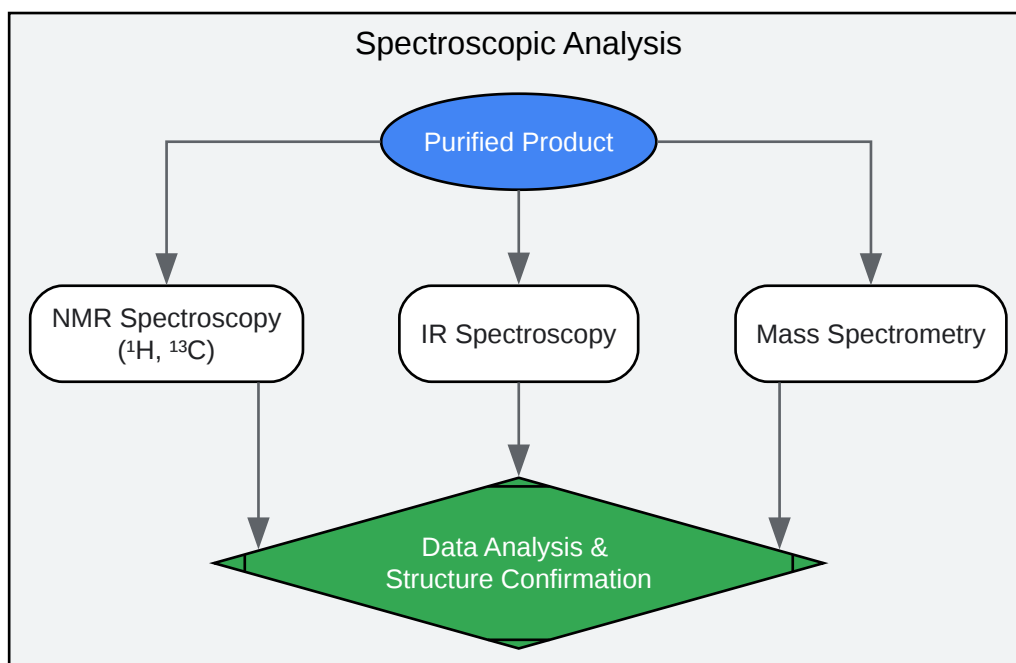 Spectroscopic Analysis
Purified Product
NMR Spectroscopy
(¹H, ¹³C)
IR Spectroscopy
Mass Spectrometry
Data Analysis &
Structure Confirmation